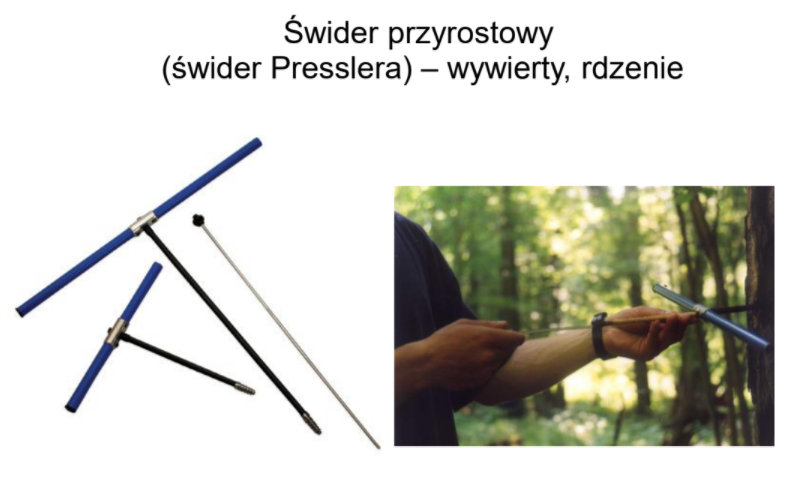 Świder przyrostowy
(świder Presslera) – wywierty, rdzenie